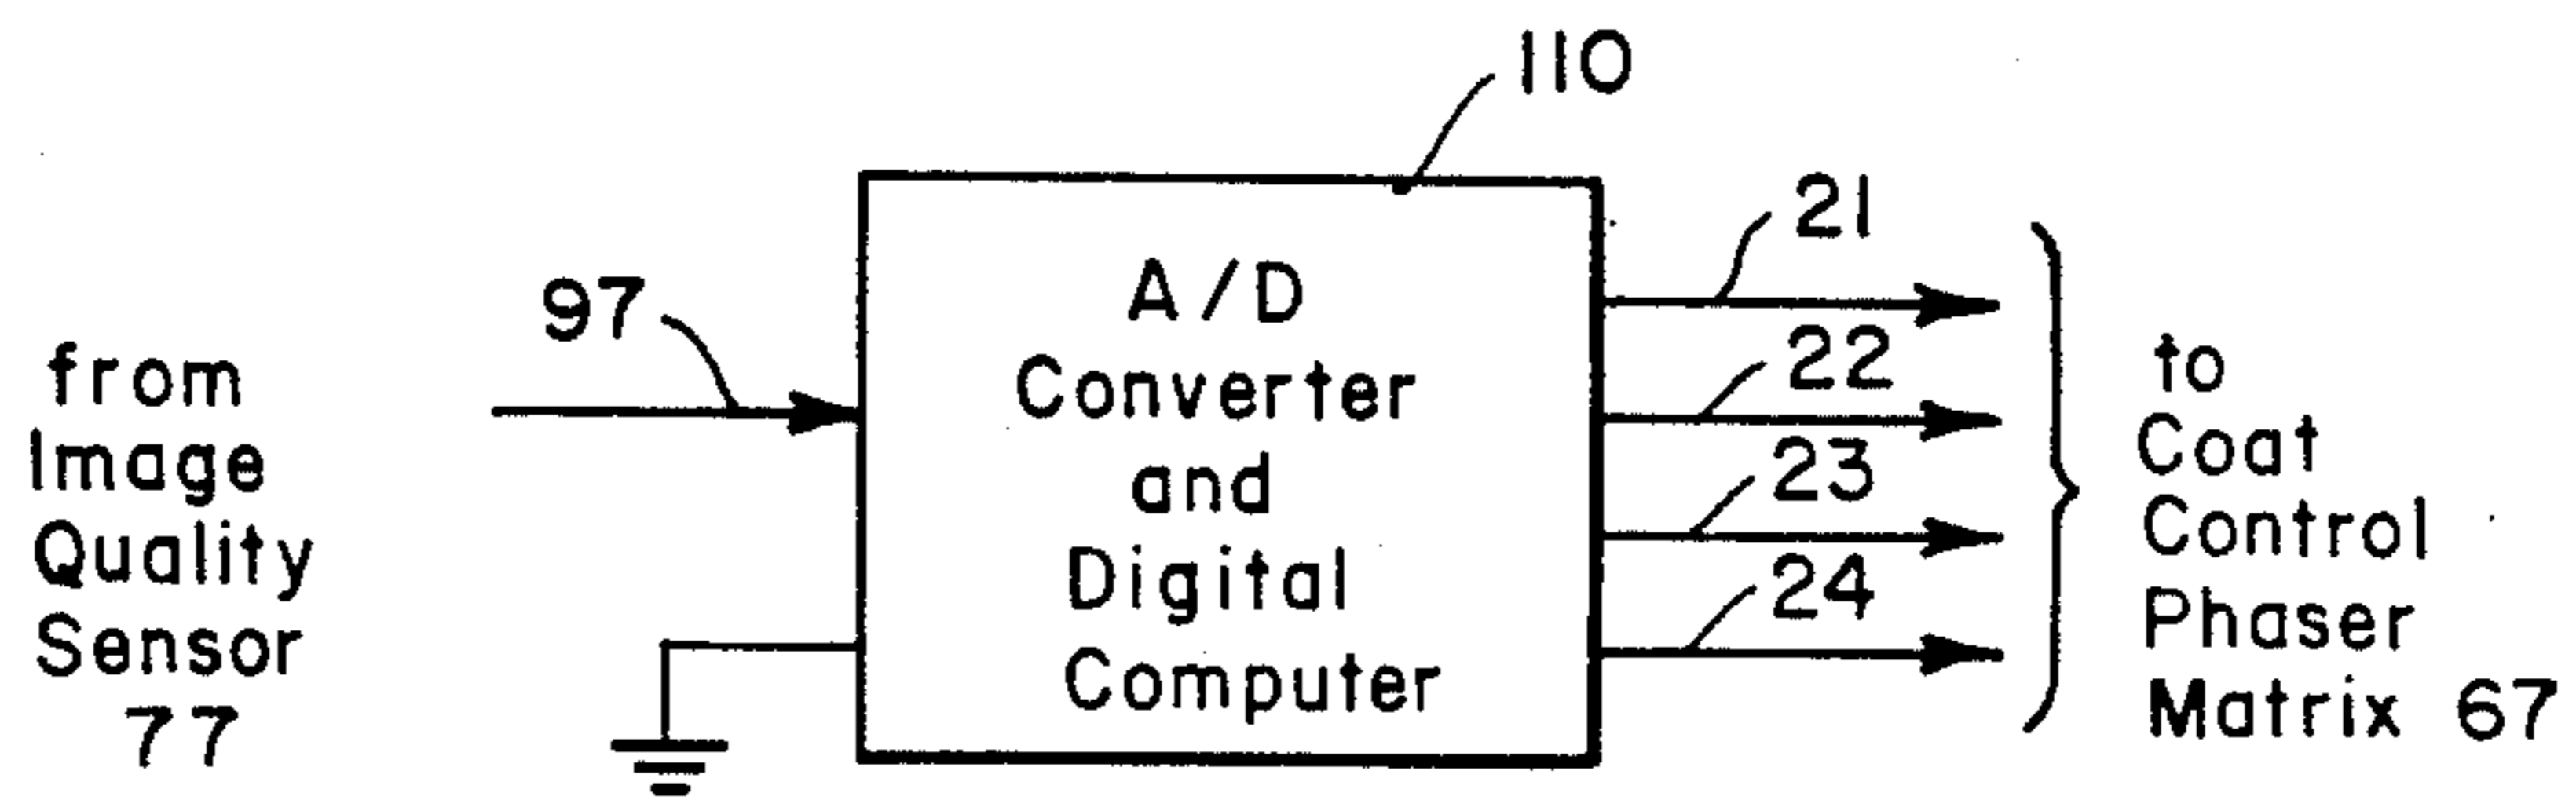 110
97
from
Image
Quality
Sensor
77
A/D
Converter
and
Digital
Computer
21
22
23
24
to
Coat
Control
Phaser
Matrix 67